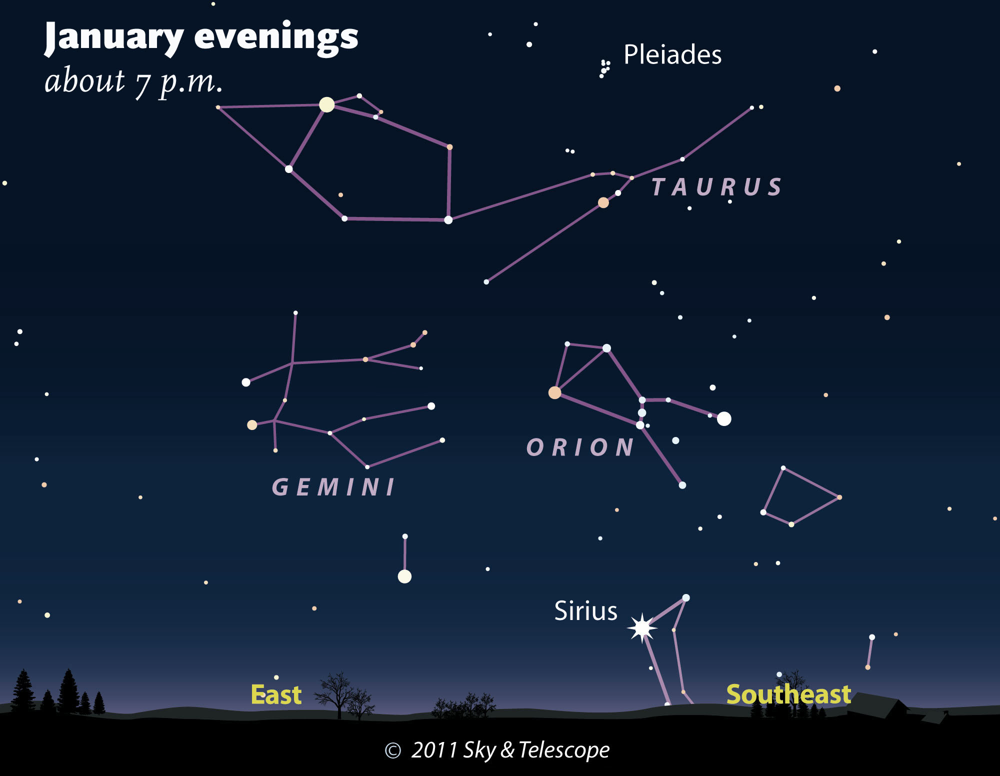 January evenings
about 7 p.m.
Pleiades
TAURUS
ORION
GEMINI
Sirius
East
Southeast
© 2011 Sky & Telescope